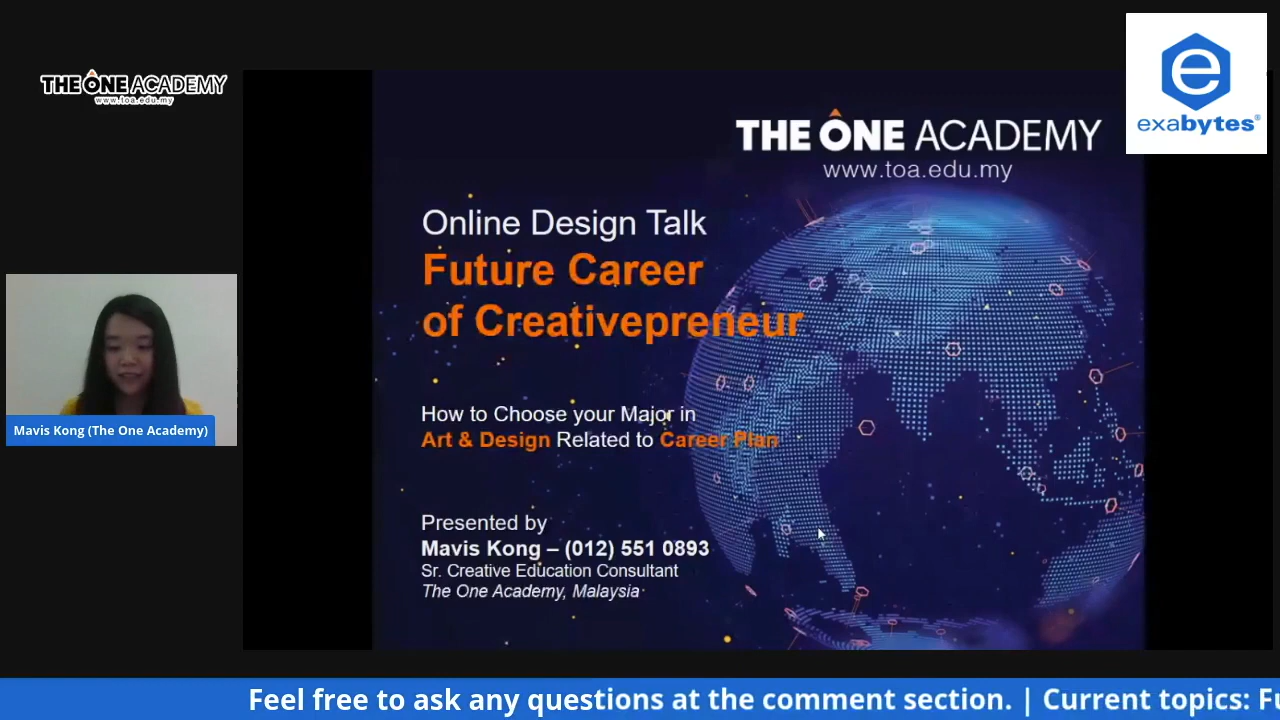 THE ONE ACADEMY
www.toa.edu.my
e
exabytes®
THE ONE ACADEMY
www.toa.edu.my
Online Design Talk
Future Career
of Creativepreneur
How to Choose your Major in
Art & Design Related to Career Plan
Presented by
Mavis Kong – (012) 551 0893
Sr. Creative Education Consultant
The One Academy, Malaysia
Mavis Kong (The One Academy)
Feel free to ask any questions at the comment section. | Current topics: Fu